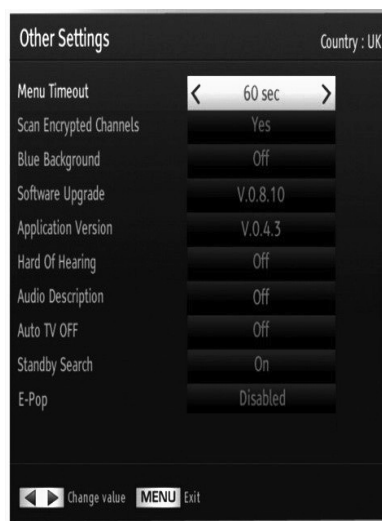 Other Settings Country : UK
Menu Timeout 60 sec
Scan Encrypted Channels Yes
Blue Background Off
Software Upgrade V.0.8.10
Application Version V.0.4.3
Hard Of Hearing Off
Audio Description Off
Auto TV OFF Off
Standby Search On
E-Pop Disabled
Change value MENU Exit